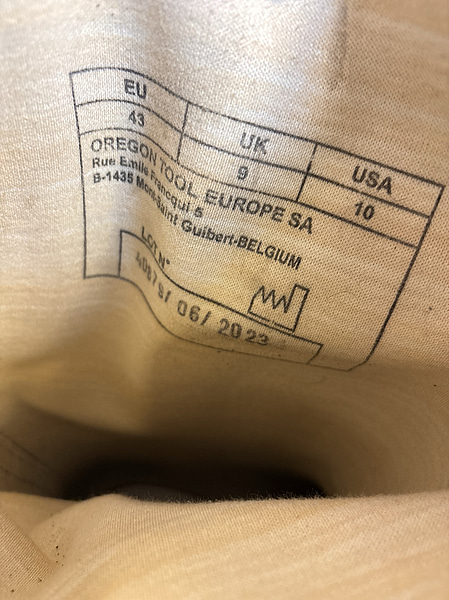 EU UK USA
43 9 10
OREGON TOOL EUROPE SA
Rue Emile Francqui 5
B-1435 Mont-Saint Guibert-BELGIUM
LOT N°
40879/ 06/ 2023